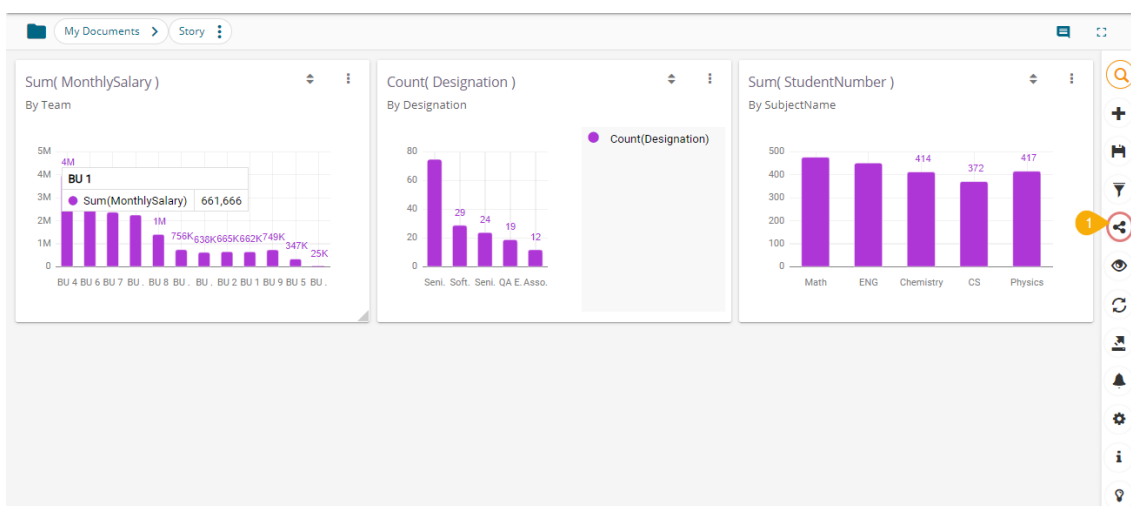 My Documents
Story
Sum( MonthlySalary )
By Team
5M
4M
3M
2M
1M
0
4M
BU 1
Sum(MonthlySalary) 661,666
1M
756K 638K 665K 662K 749K 347K 25K
BU 4 BU 6 BU 7 BU . BU 8 BU . BU . BU 2 BU 1 BU 9 BU 5 BU .
Count( Designation )
By Designation
Count(Designation)
80
60
40
20
0
29 24 19 12
Seni. Soft. Seni. QA E. Asso.
Sum( StudentNumber )
By SubjectName
500
400
300
200
100
0
414 372 417
Math ENG Chemistry CS Physics
1